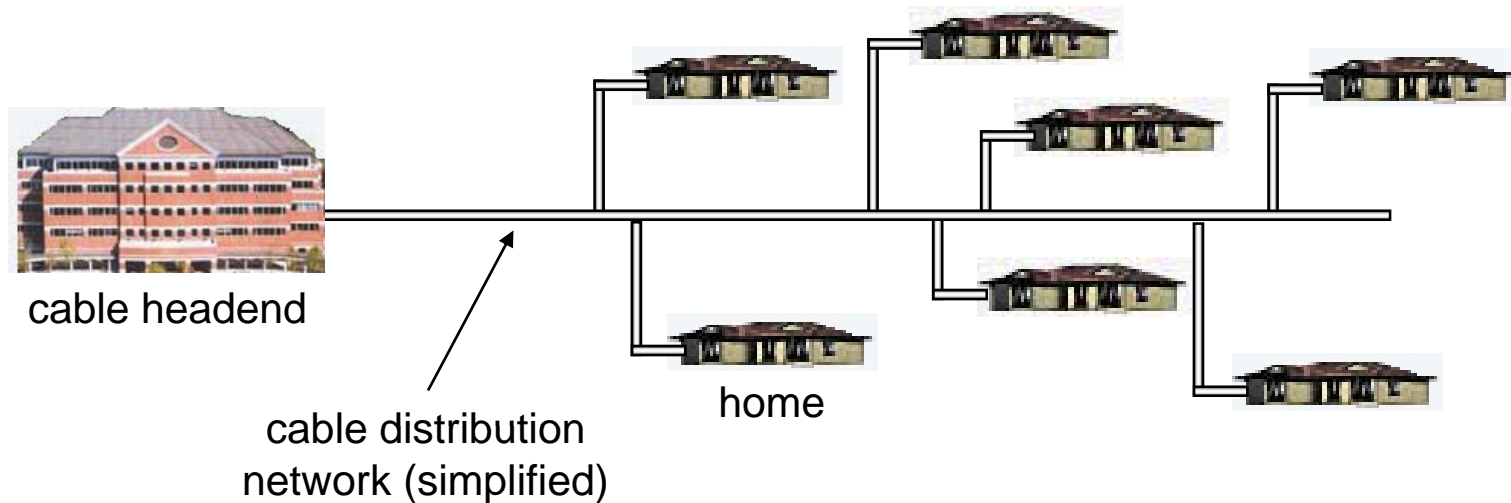 cable headend
home
cable distribution
network (simplified)